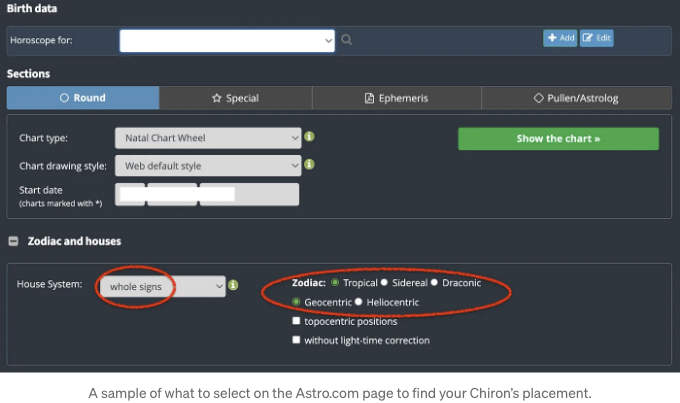 Birth data
Horoscope for:
Add Edit
Sections
Round Special Ephemeris Pullen/Astrolog
Chart type: Natal Chart Wheel
Show the chart »
Chart drawing style: Web default style
Start date
(charts marked with *)
Zodiac and houses
House System: whole signs
Zodiac: Tropical Sidereal Draconic
Geocentric Heliocentric
topocentric positions
without light-time correction
A sample of what to select on the Astro.com page to find your Chiron’s placement.